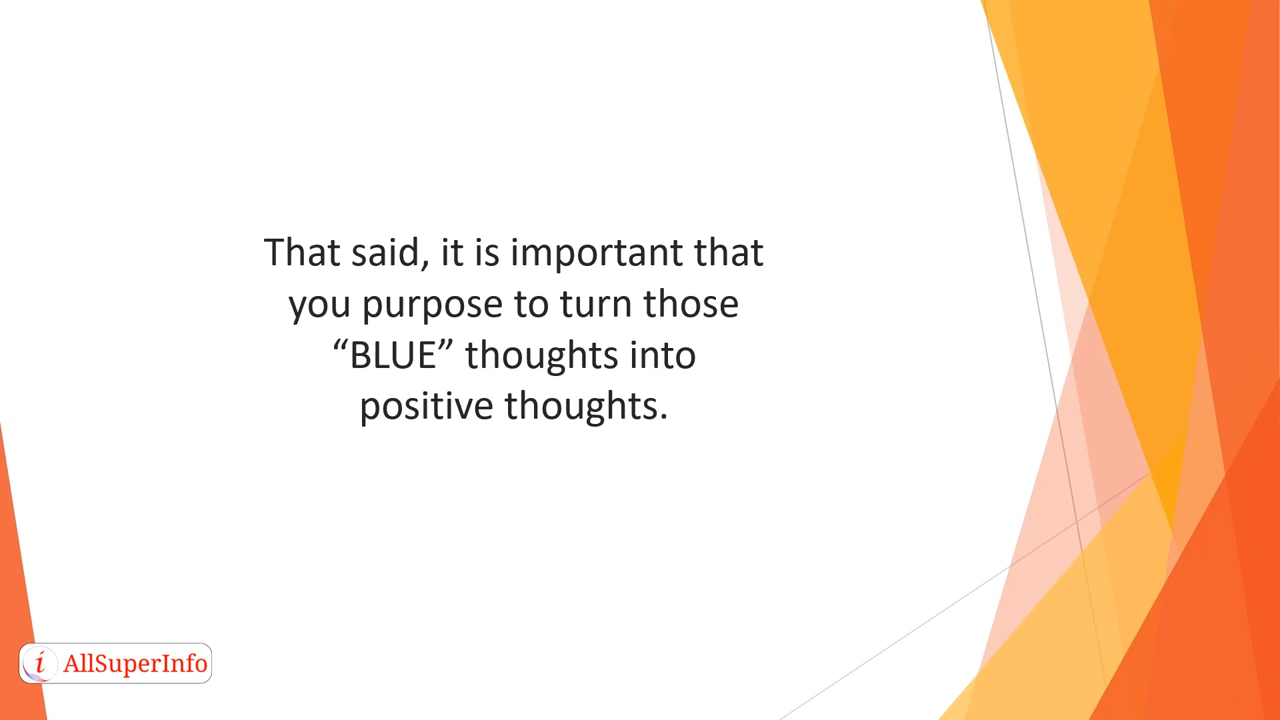 That said, it is important that
you purpose to turn those
“BLUE” thoughts into
positive thoughts.
i AllSuperInfo